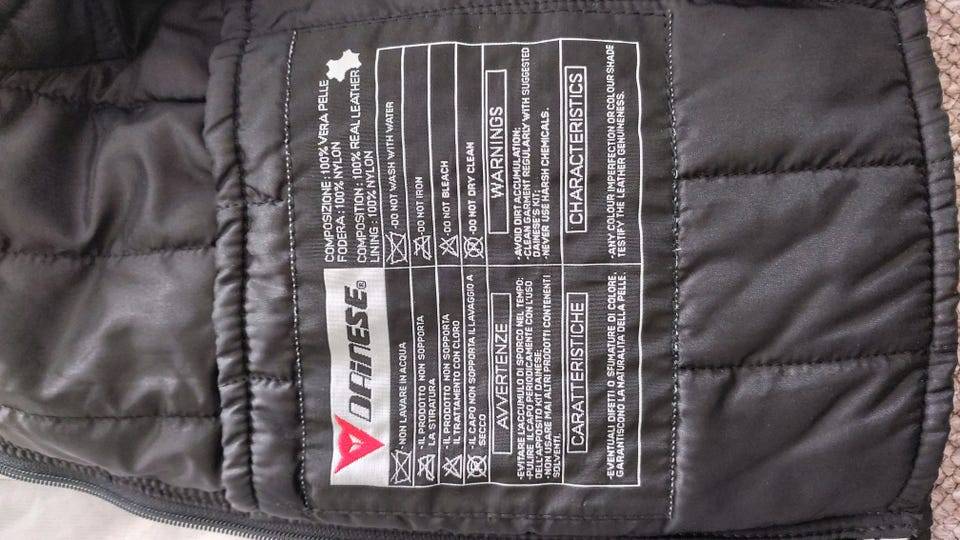 DAINESE®
COMPOSIZIONE : 100% VERA PELLE
FODERA : 100% NYLON
COMPOSITION : 100% REAL LEATHER
LINING : 100% NYLON
-NON LAVARE IN ACQUA
-DO NOT WASH WITH WATER
-IL PRODOTTO NON SOPPORTA
LA STIRATURA
-DO NOT IRON
-IL PRODOTTO NON SOPPORTA
IL TRATTAMENTO CON CLORO
-DO NOT BLEACH
-IL CAPO NON SOPPORTA IL LAVAGGIO A
SECCO
-DO NOT DRY CLEAN
AVVERTENZE
-EVITARE L'ACCUMULO DI SPORCO NEL TEMPO;
-PULIRE IL CAPO PERIODICAMENTE CON L'USO
DELL'APPOSITO KIT DAINESE;
-NON USARE MAI ALTRI PRODOTTI CONTENENTI
SOLVENTI.
WARNINGS
-AVOID DIRT ACCUMULATION;
-CLEAN GARMENT REGULARLY WITH SUGGESTED
DAINESE'S KIT;
-NEVER USE HARSH CHEMICALS.
CARATTERISTICHE
-EVENTUALI DIFETTI O SFUMATURE DI COLORE,
GARANTISCONO LA NATURALITA' DELLA PELLE.
CHARACTERISTICS
-ANY COLOUR IMPERFECTION OR COLOUR SHADE
TESTIFY THE LEATHER GENUINENESS.